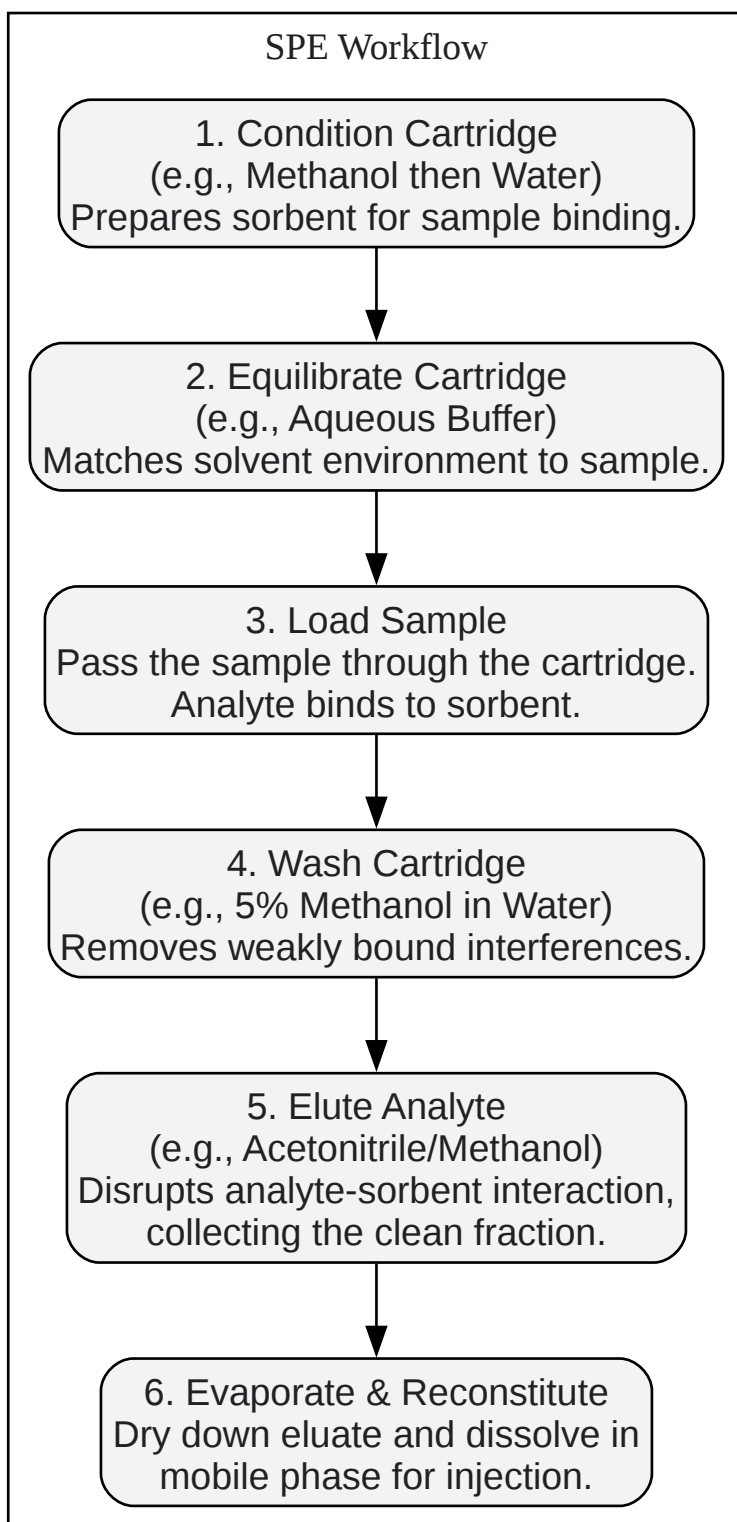 SPE Workflow
1. Condition Cartridge
(e.g., Methanol then Water)
Prepares sorbent for sample binding.
2. Equilibrate Cartridge
(e.g., Aqueous Buffer)
Matches solvent environment to sample.
3. Load Sample
Pass the sample through the cartridge.
Analyte binds to sorbent.
4. Wash Cartridge
(e.g., 5% Methanol in Water)
Removes weakly bound interferences.
5. Elute Analyte
(e.g., Acetonitrile/Methanol)
Disrupts analyte-sorbent interaction,
collecting the clean fraction.
6. Evaporate & Reconstitute
Dry down eluate and dissolve in
mobile phase for injection.